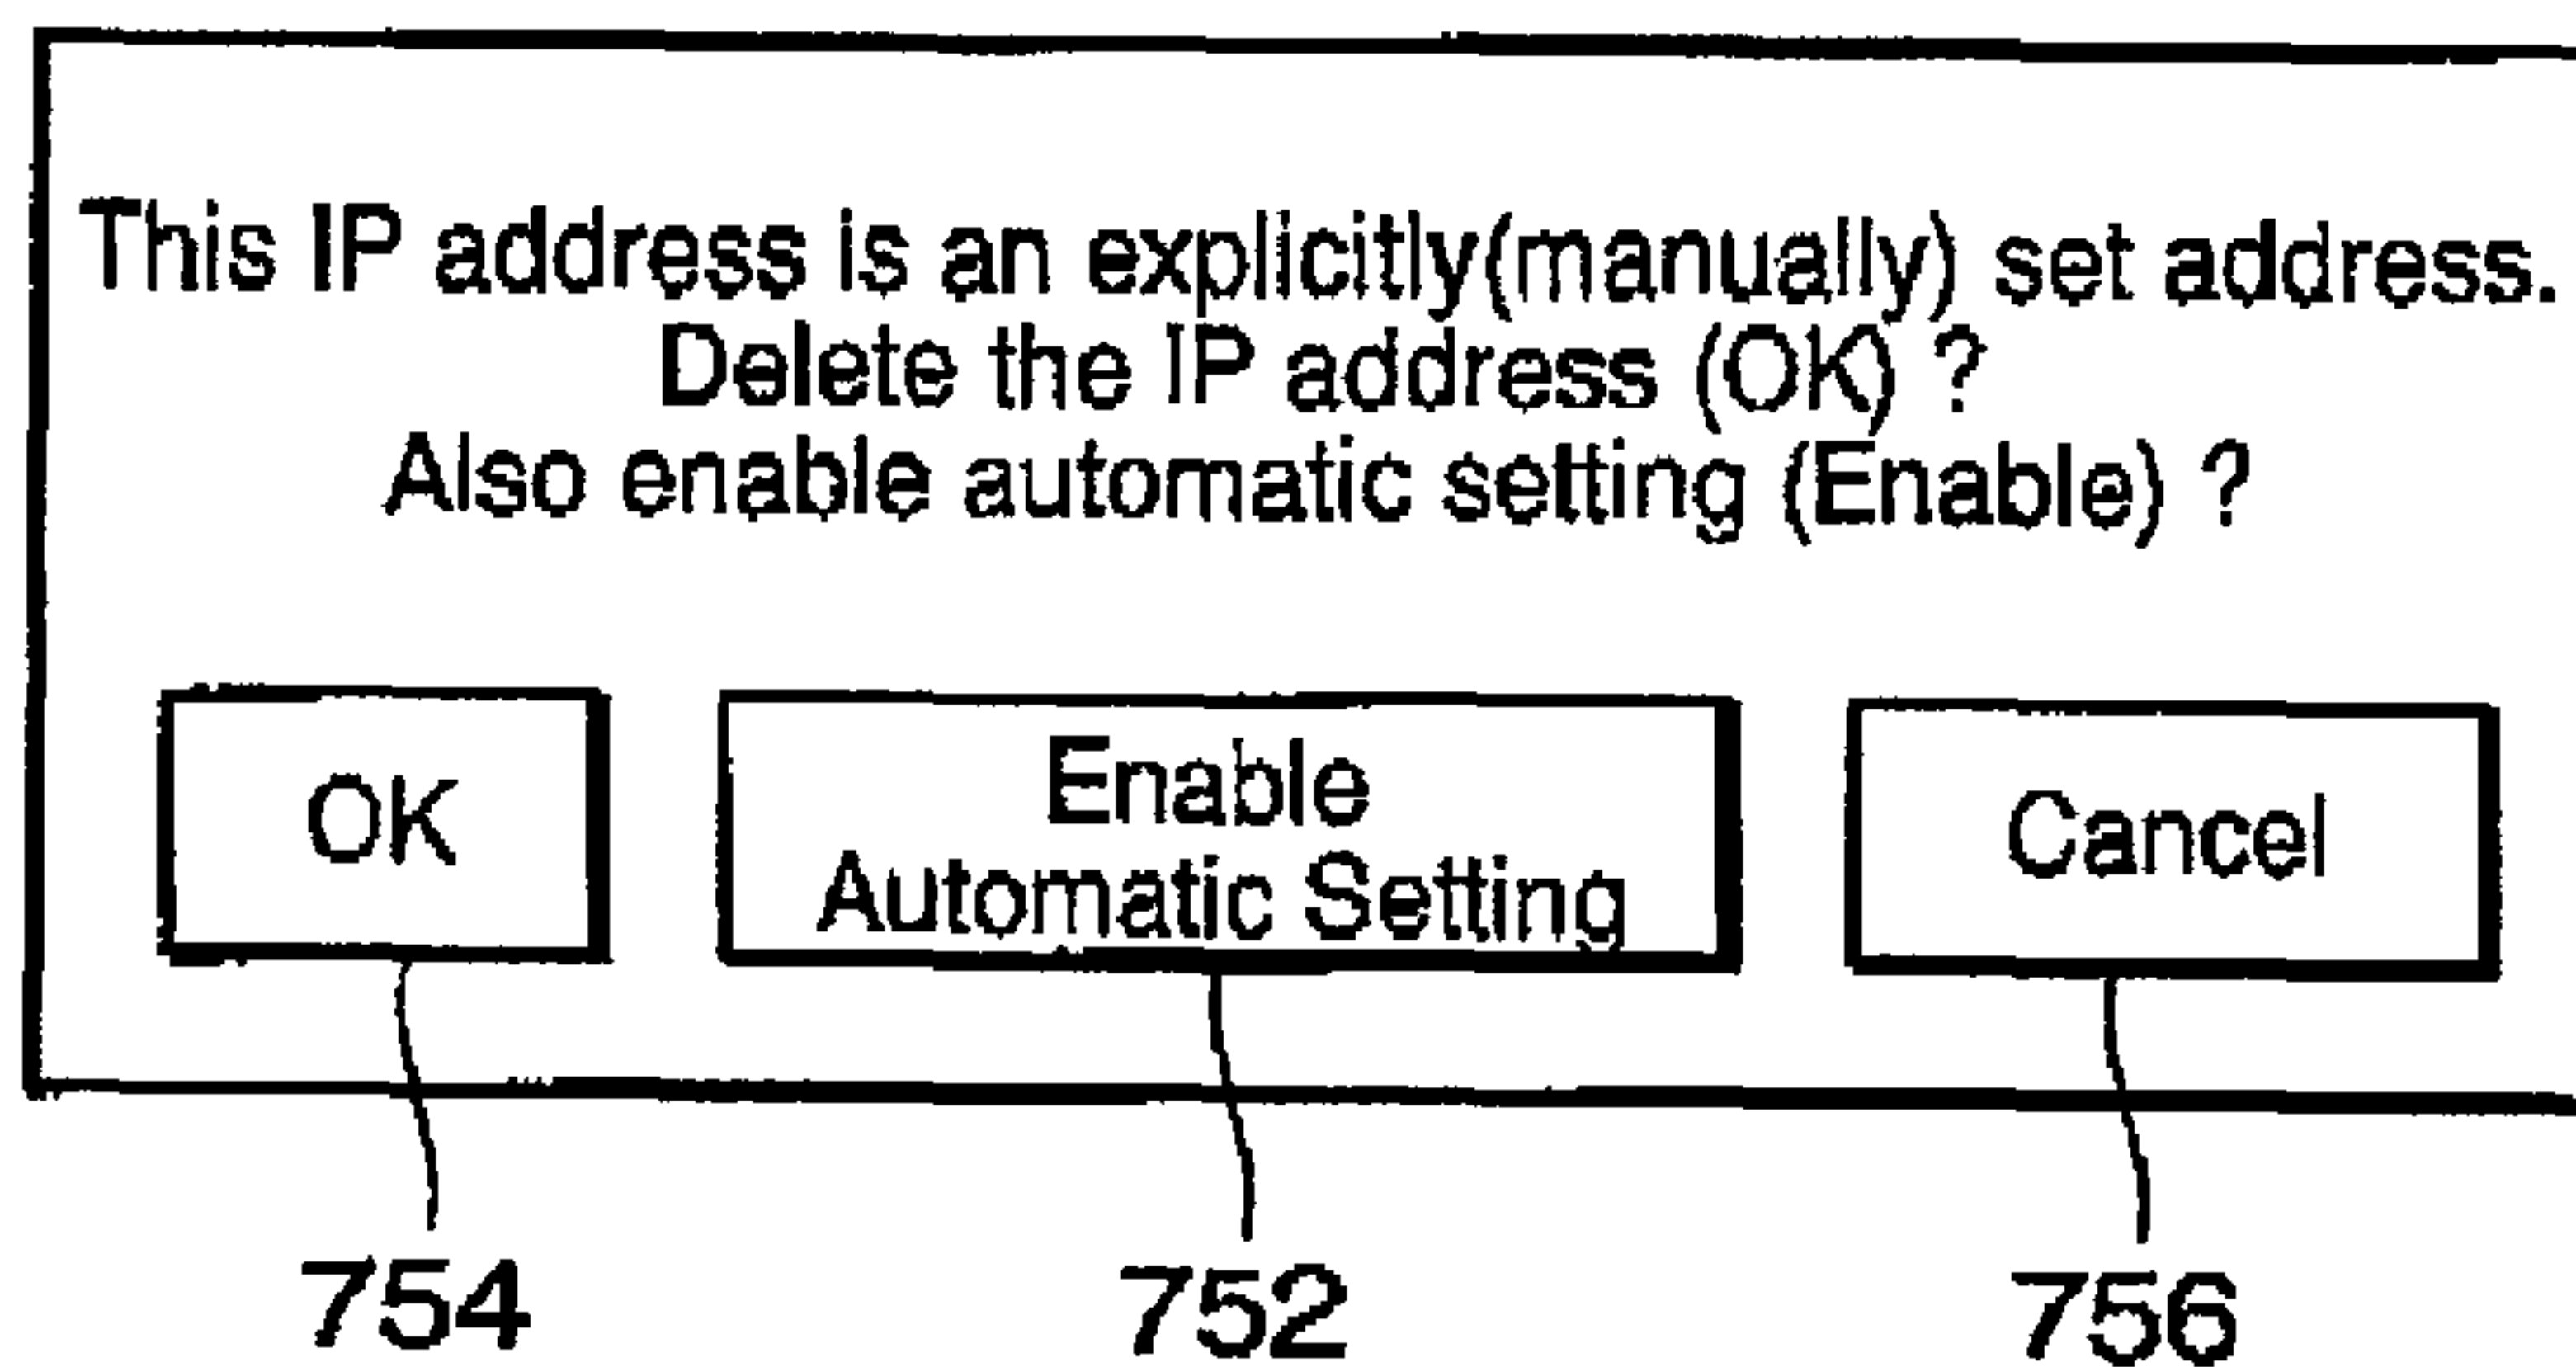 This IP address is an explicitly(manually) set address.
Delete the IP address (OK) ?
Also enable automatic setting (Enable) ?
OK
Enable
Automatic Setting
Cancel
754
752
756